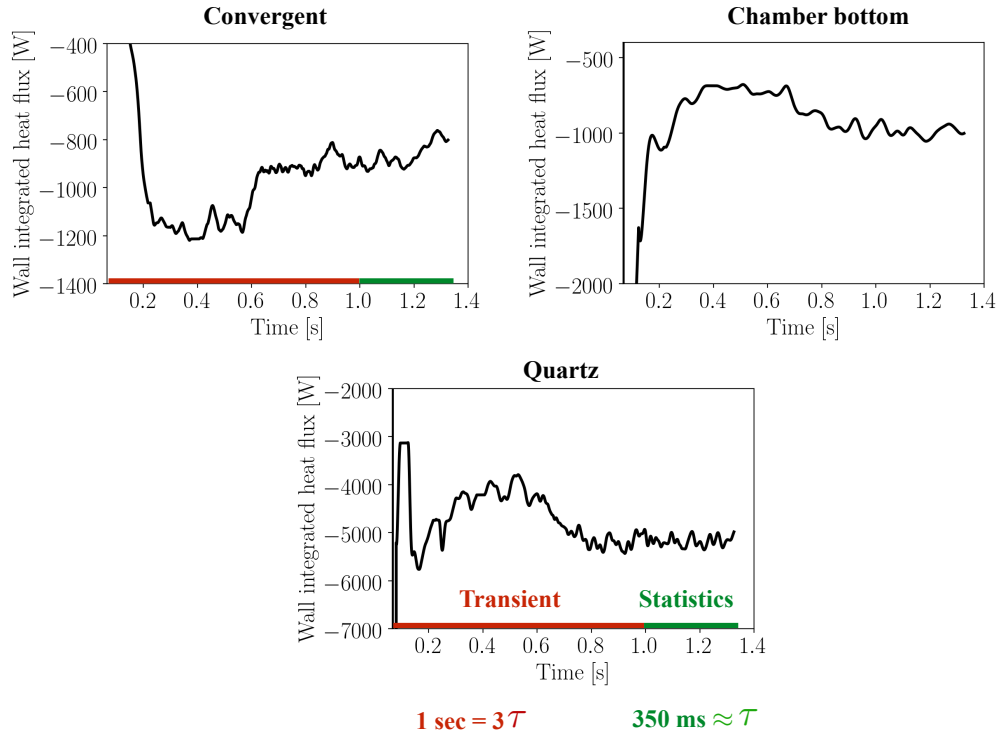 Convergent
Wall integrated heat flux [W]
−400
−600
−800
−1000
−1200
−1400
0.2 0.4 0.6 0.8 1.0 1.2 1.4
Time [s]
Chamber bottom
Wall integrated heat flux [W]
−500
−1000
−1500
−2000
0.2 0.4 0.6 0.8 1.0 1.2 1.4
Time [s]
Quartz
Wall integrated heat flux [W]
−2000
−3000
−4000
−5000
−6000
−7000
Transient Statistics
0.2 0.4 0.6 0.8 1.0 1.2 1.4
Time [s]
1 sec = 3τ 350 ms ≈ τ